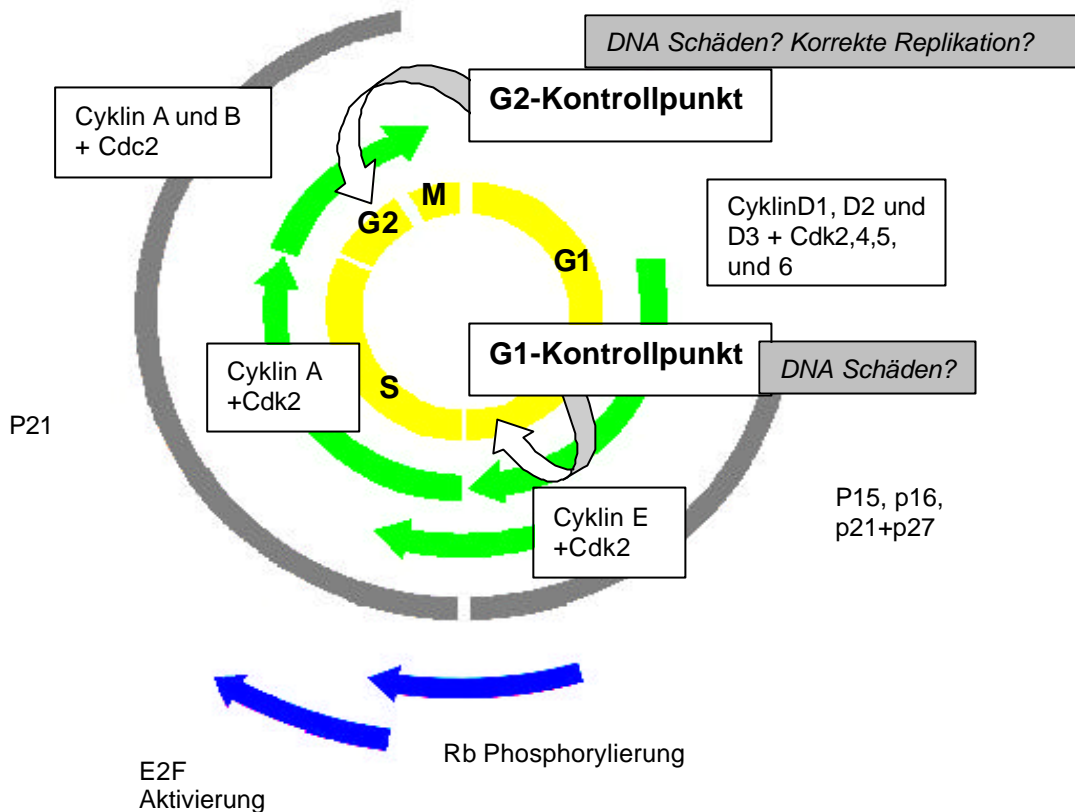 DNA Schäden? Korrekte Replikation?
G2-Kontrollpunkt
Cyklin A und B
+ Cdc2
M
G2
G1
CyklinD1, D2 und
D3 + Cdk2,4,5,
und 6
G1-Kontrollpunkt
DNA Schäden?
Cyklin A
+Cdk2
S
P21
Cyklin E
+Cdk2
P15, p16,
p21+p27
Rb Phosphorylierung
E2F
Aktivierung